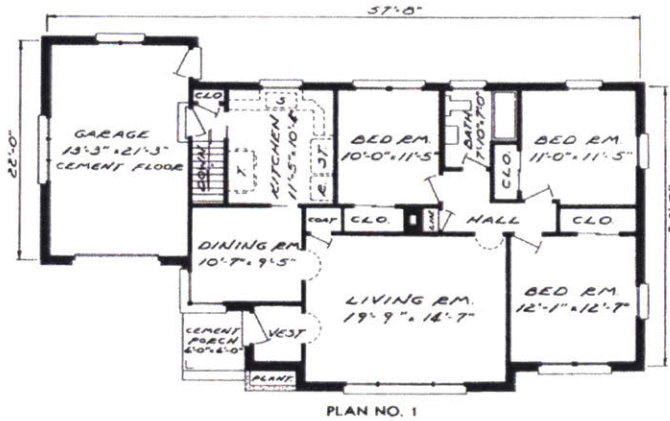 57'-8"
22'-0"
GARAGE
13'-3" x 21'-3"
CEMENT FLOOR
CLO
DOWN
S.
T.
KITCHEN
11'-5" x 10'-4"
ST.
R.
BED RM.
10'-0" x 11'-5"
BATH
7'-10" x 7'-0"
CLO.
BED RM.
11'-0" x 11'-5"
DINING RM.
10'-7" x 9'-5"
COAT
CLO.
LIN
HALL
CLO.
LIVING RM.
19'-9" x 14'-7"
BED RM.
12'-1" x 12'-7"
CEMENT
PORCH
6'-0" x 6'-0"
VEST
PLANT.
PLAN NO. 1